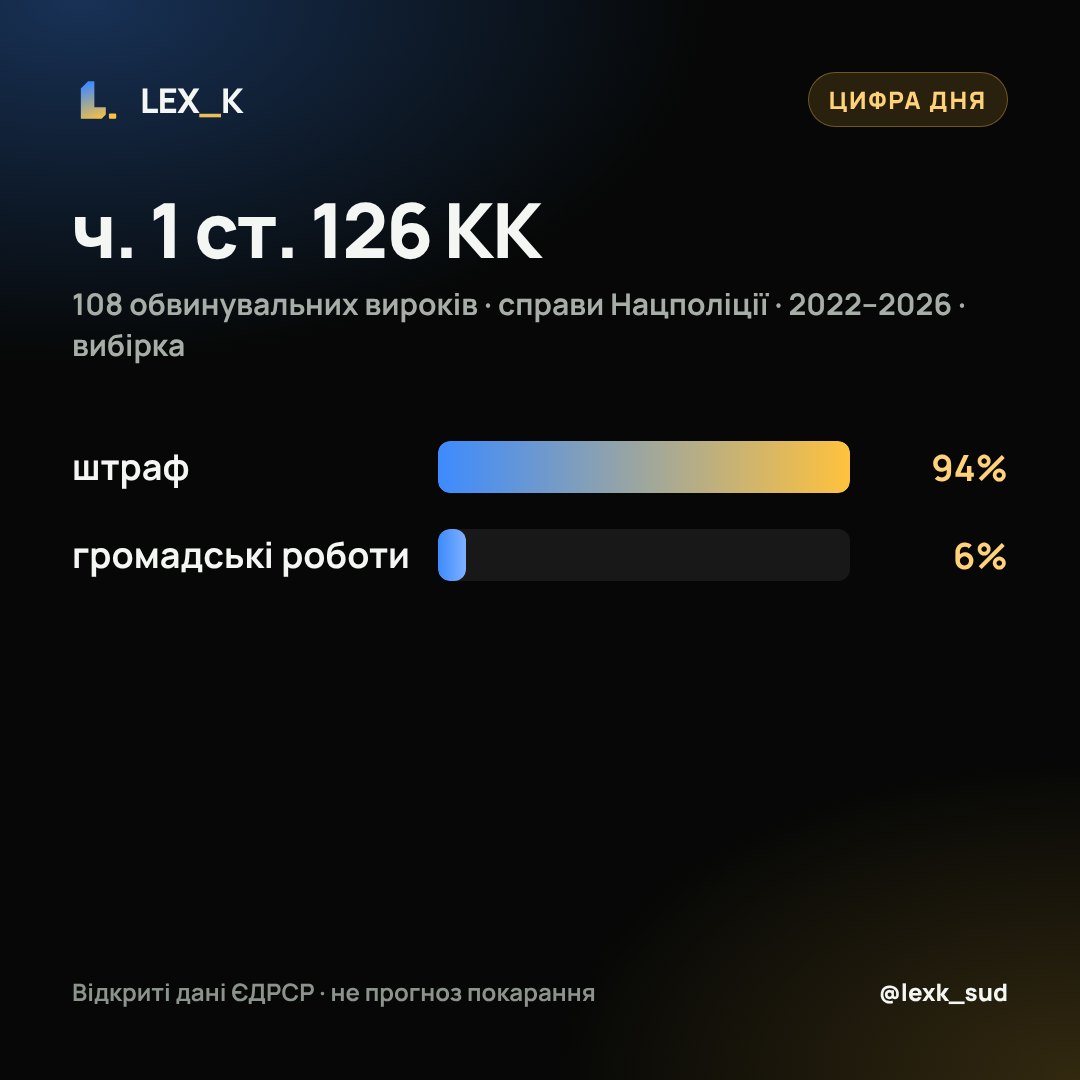 LEX_K
ЦИФРА ДНЯ
ч. 1 ст. 126 КК
108 обвинувальних вироків · справи Нацполіції · 2022–2026 ·
вибірка
штраф 94%
громадські роботи 6%
Відкриті дані ЄДРСР · не прогноз покарання
@lexk_sud